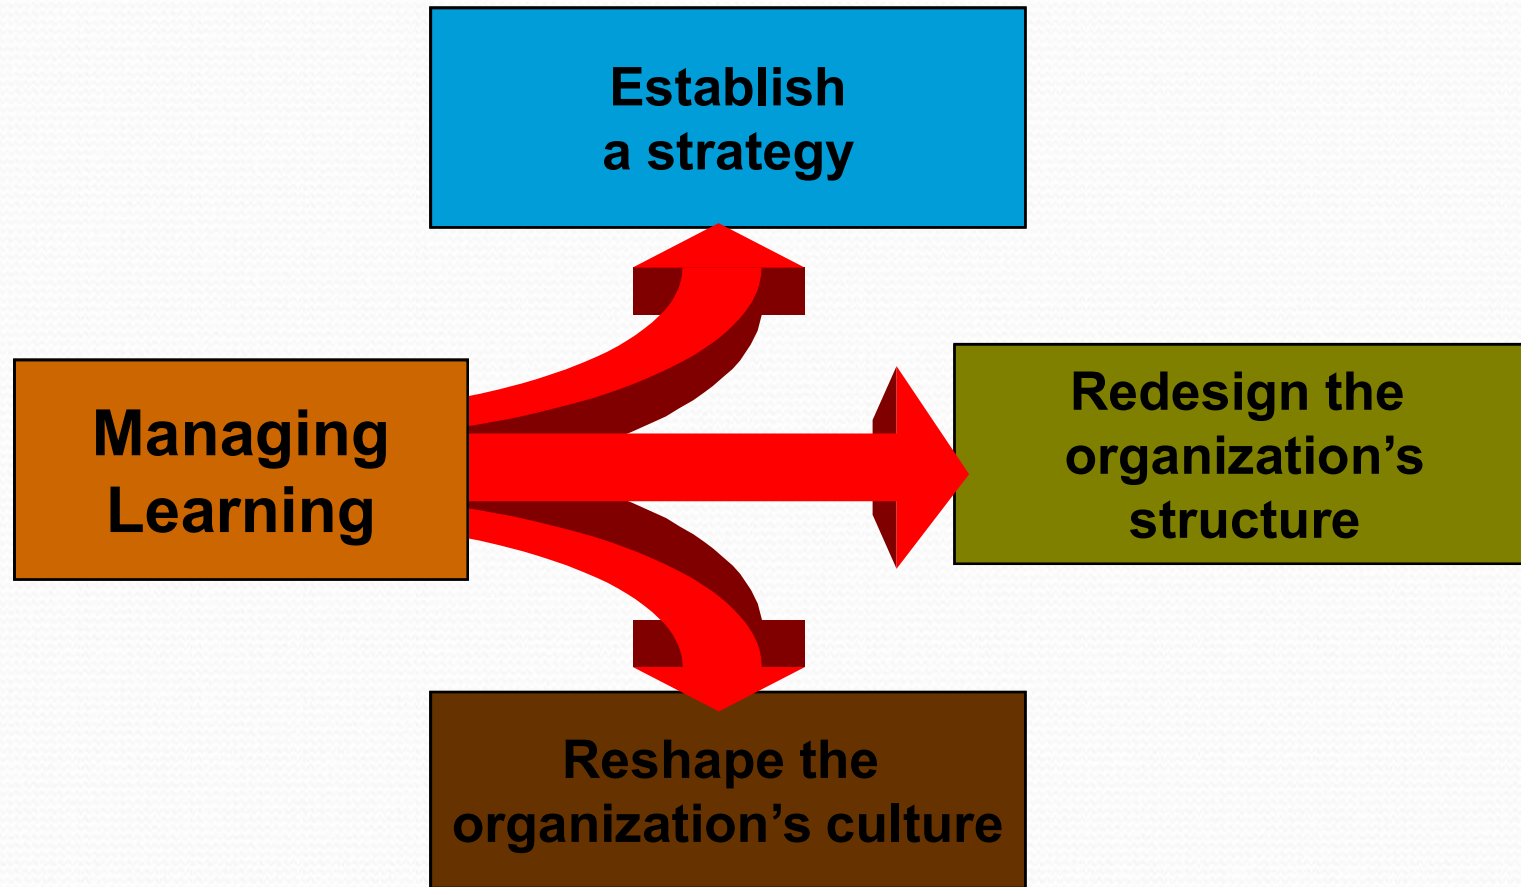 Establish
a strategy
Managing
Learning
Redesign the
organization’s
structure
Reshape the
organization’s culture